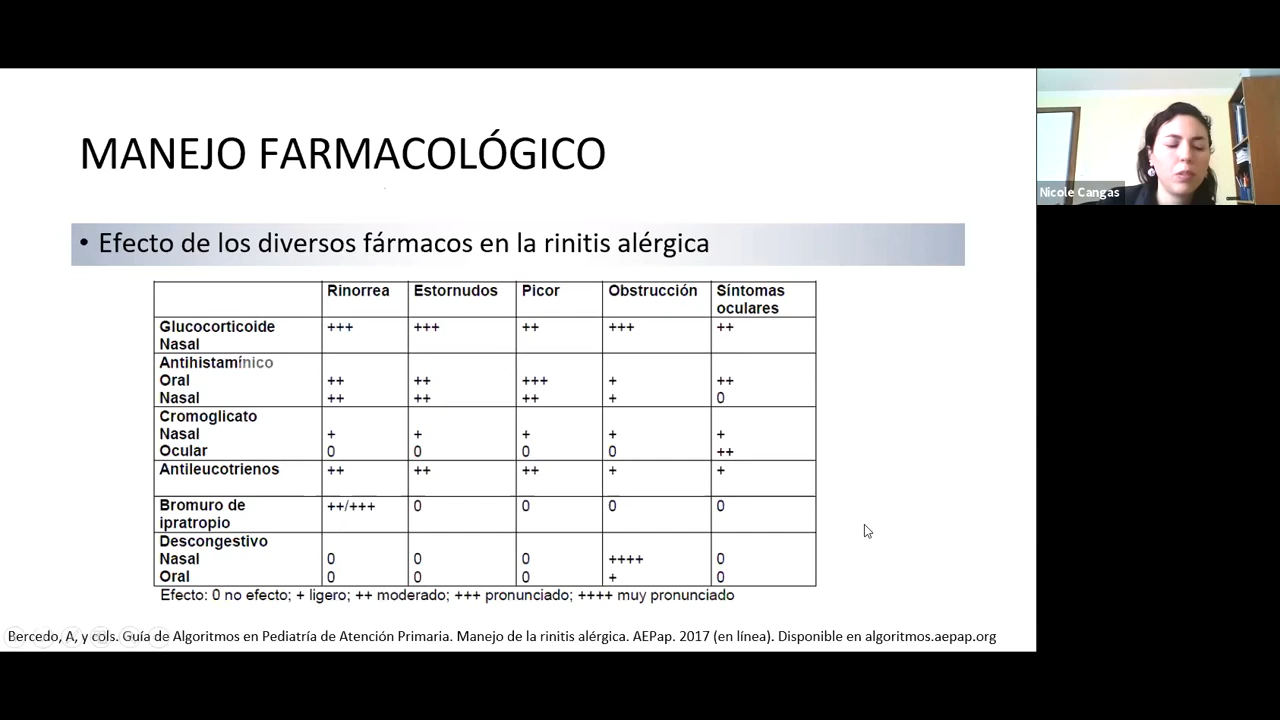 MANEJO FARMACOLÓGICO
Nicole Cangas
• Efecto de los diversos fármacos en la rinitis alérgica
Rinorrea Estornudos Picor Obstrucción Síntomas oculares
Glucocorticoide Nasal +++ +++ ++ +++ ++
Antihistamínico
Oral ++ ++ +++ + ++
Nasal ++ ++ ++ + 0
Cromoglicato
Nasal + + + + +
Ocular 0 0 0 0 ++
Antileucotrienos ++ ++ ++ + +
Bromuro de ipratropio ++/+++ 0 0 0 0
Descongestivo
Nasal 0 0 0 ++++ 0
Oral 0 0 0 + 0
Efecto: 0 no efecto; + ligero; ++ moderado; +++ pronunciado; ++++ muy pronunciado
Bercedo, A, y cols. Guía de Algoritmos en Pediatría de Atención Primaria. Manejo de la rinitis alérgica. AEPap. 2017 (en línea). Disponible en algoritmos.aepap.org